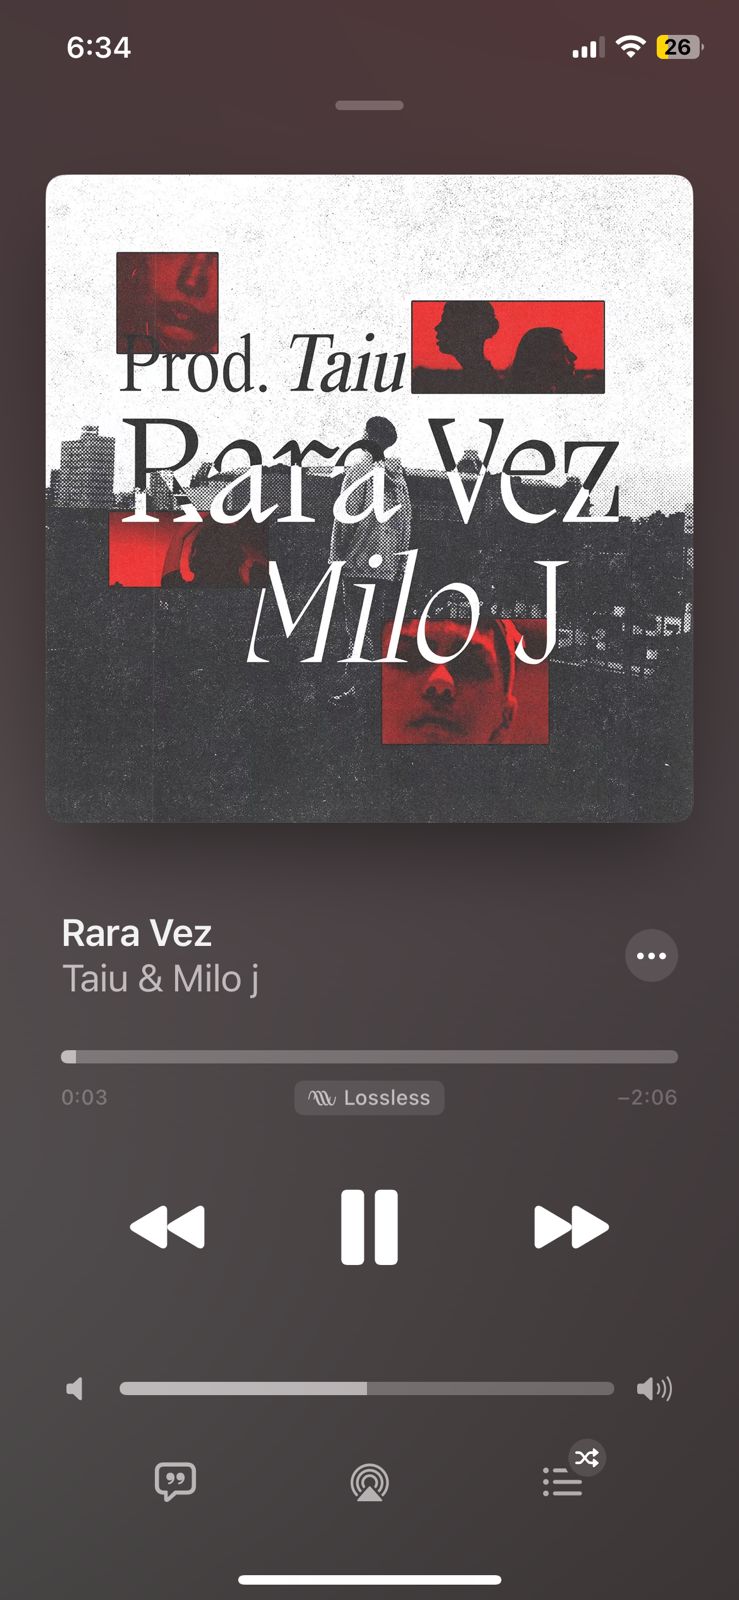 6:34
26
Prod. Taiu
Rara Vez
Milo J
Rara Vez
Taiu & Milo j
0:03
Lossless
–2:06